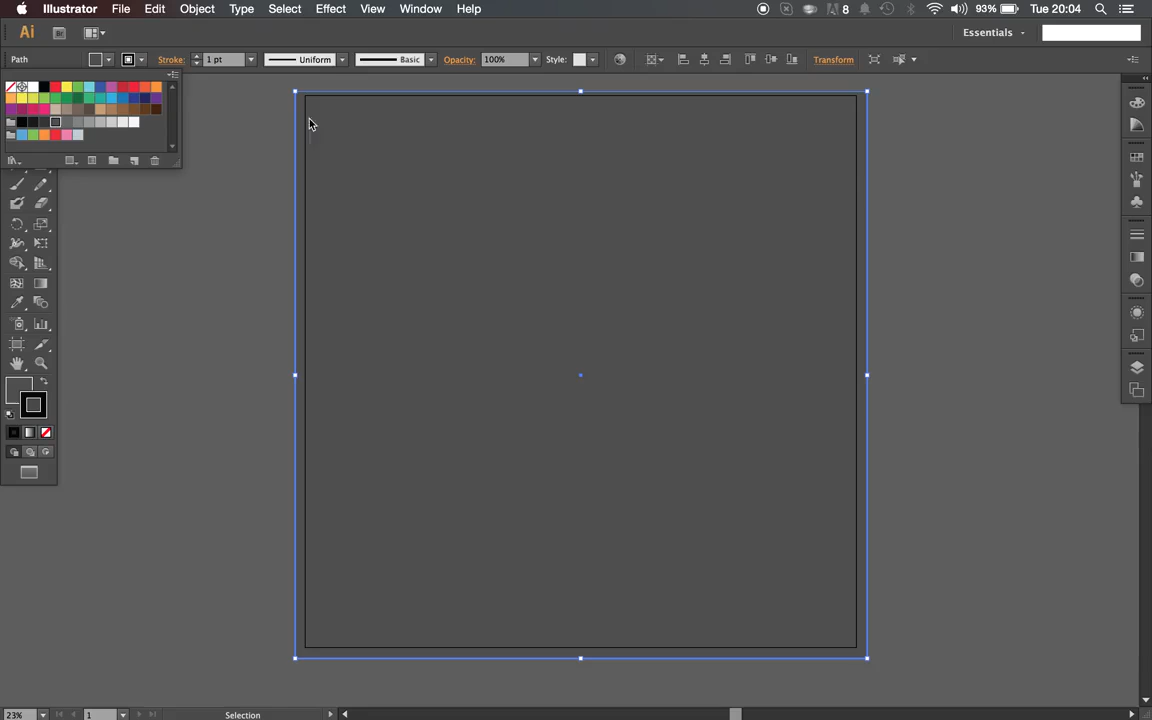 Illustrator File Edit Object Type Select Effect View Window Help 8 93% Tue 20:04
Ai Essentials
Path Stroke: 1 pt Uniform Basic Opacity: 100% Style: Transform
23% 1 Selection